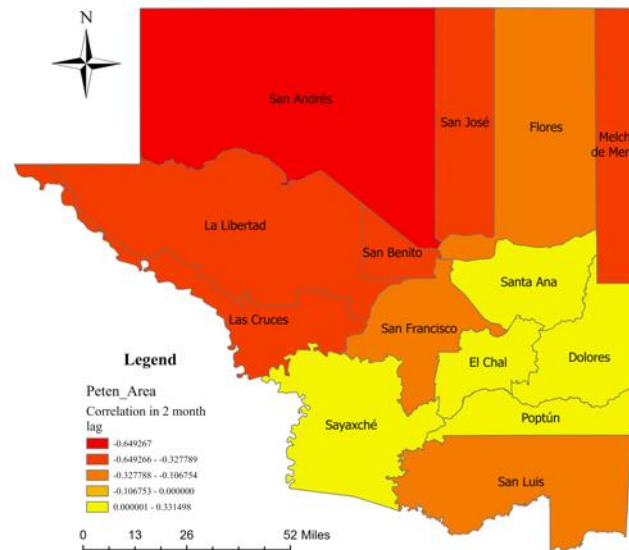 N
San Andrés
San José
Flores
Melch
de Mer
La Libertad
San Benito
Santa Ana
Las Cruces
San Francisco
El Chal
Dolores
Sayaxché
Poptún
San Luis
Legend
Peten_Area
Correlation in 2 month
lag
-0.649267
-0.649266 - -0.327789
-0.327788 - -0.106754
-0.106753 - 0.000000
0.000001 - 0.331498
0 13 26 52 Miles